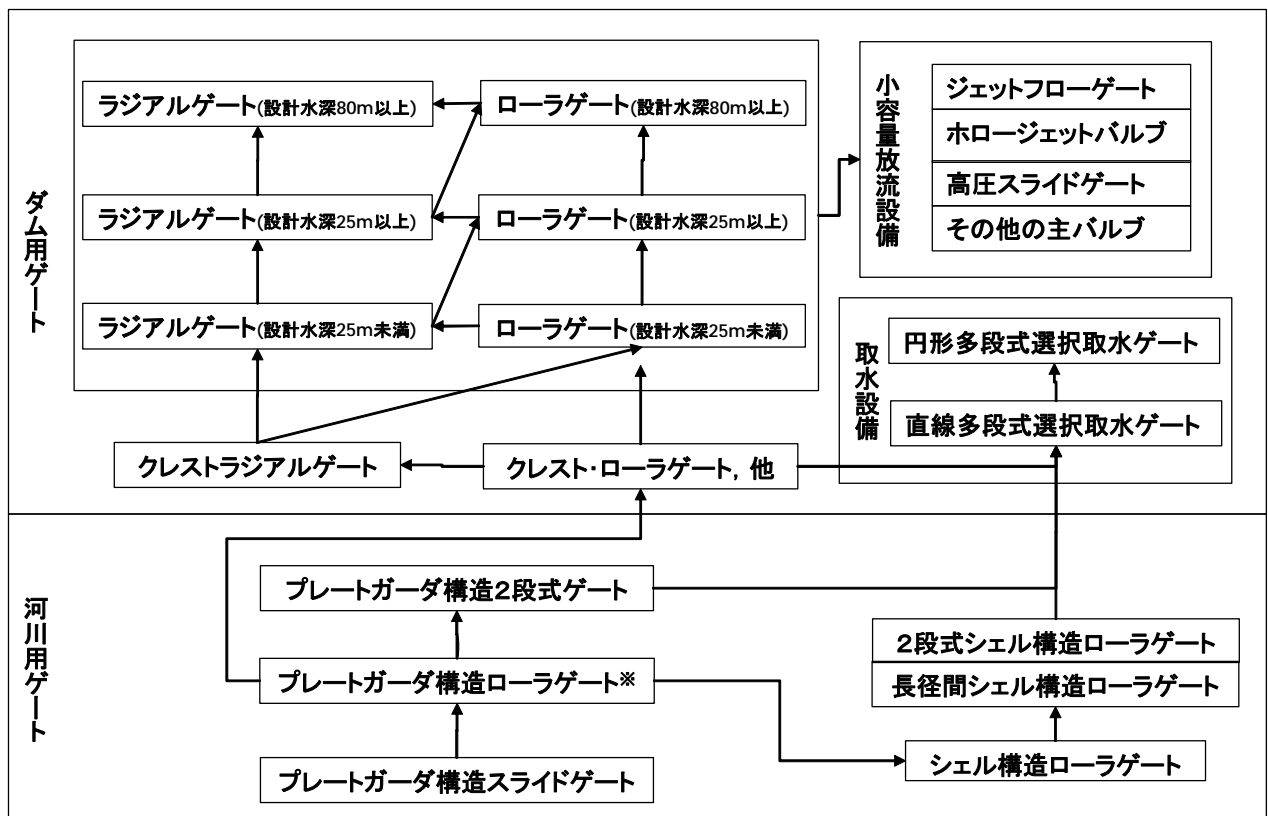 ダム用ゲート
ラジアルゲート(設計水深80m以上)
ローラゲート(設計水深80m以上)
ラジアルゲート(設計水深25m以上)
ローラゲート(設計水深25m以上)
ラジアルゲート(設計水深25m未満)
ローラゲート(設計水深25m未満)
小容量放流設備
ジェットフローゲート
ホロージェットバルブ
高圧スライドゲート
その他の主バルブ
取水設備
円形多段式選択取水ゲート
直線多段式選択取水ゲート
クレストラジアルゲート
クレスト・ローラゲート，他
河川用ゲート
プレートガーダ構造２段式ゲート
プレートガーダ構造ローラゲート※
プレートガーダ構造スライドゲート
２段式シェル構造ローラゲート
長径間シェル構造ローラゲート
シェル構造ローラゲート